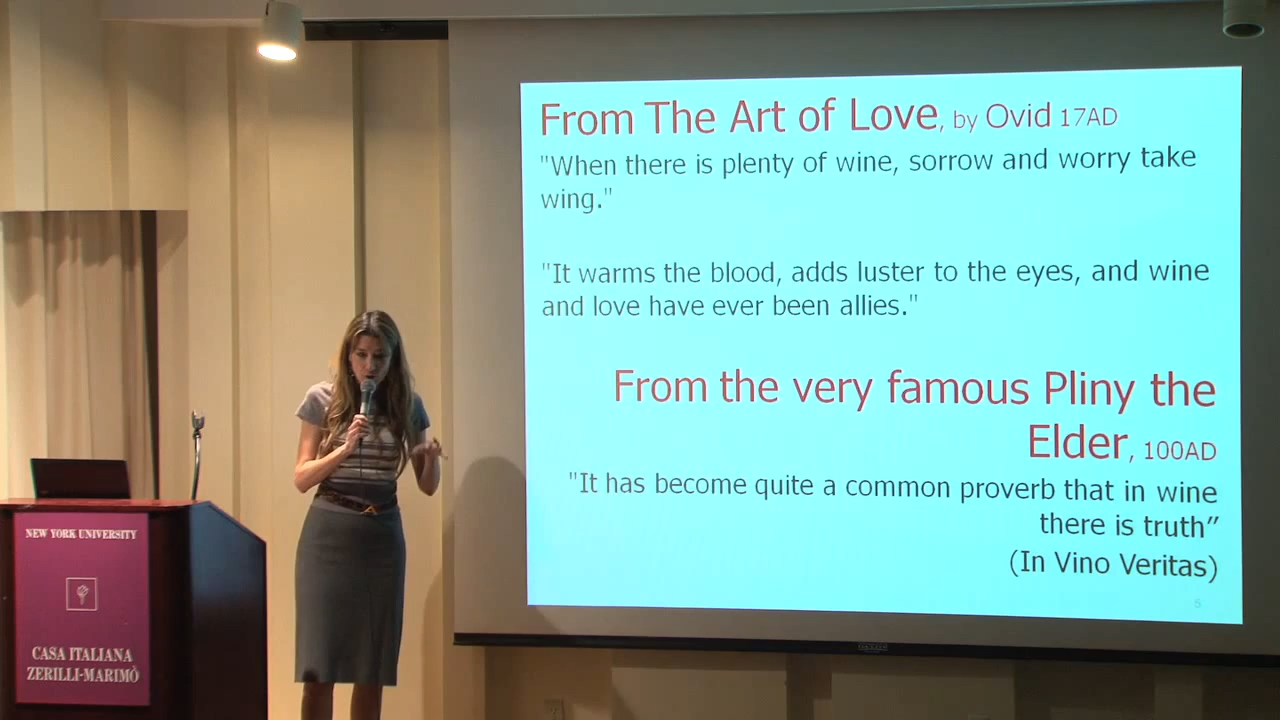 From The Art of Love, by Ovid 17AD
"When there is plenty of wine, sorrow and worry take
wing."
"It warms the blood, adds luster to the eyes, and wine
and love have ever been allies."
From the very famous Pliny the
Elder, 100AD
"It has become quite a common proverb that in wine
there is truth”
(In Vino Veritas)
5
NEW YORK UNIVERSITY
CASA ITALIANA
ZERILLI-MARIMÒ